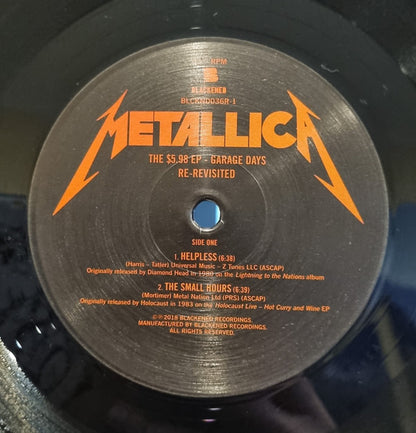 RPM
B
BLACKENED
BLCKND036R-1
METALLICA
THE $5.98 EP - GARAGE DAYS
RE-REVISITED
SIDE ONE
1. HELPLESS (6:38)
(Harris – Tatler) Universal Music – Z Tunes LLC (ASCAP)
Originally released by Diamond Head in 1980 on the Lightning to the Nations album
2. THE SMALL HOURS (6:39)
(Mortimer) Metal Nation Ltd (PRS) (ASCAP)
Originally released by Holocaust in 1983 on the Holocaust Live – Hot Curry and Wine EP
℗©2018 BLACKENED RECORDINGS.
MANUFACTURED BY BLACKENED RECORDINGS.
ALL RIGHTS RESERVED.